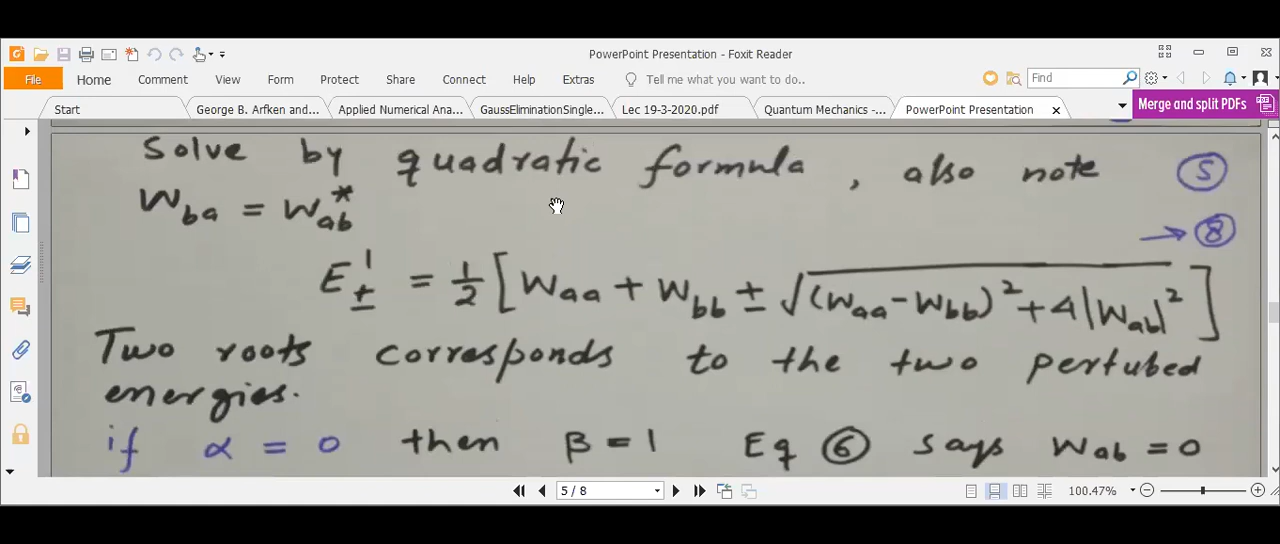 PowerPoint Presentation - Foxit Reader
File Home Comment View Form Protect Share Connect Help Extras Tell me what you want to do.. Find
Start George B. Arfken and... Applied Numerical Ana... GaussEliminationSingle... Lec 19-3-2020.pdf Quantum Mechanics -... PowerPoint Presentation Merge and split PDFs
Solve by quadratic formula, also note ⑤
W_ba = W_ab^*
→ ⑧
E_±^1 = 1/2 [W_aa + W_bb ± √((W_aa - W_bb)^2 + 4|W_ab|^2]
Two roots corresponds to the two pertubed
energies.
if α = 0 then β = 1 Eq ⑥ says W_ab = 0
5 / 8 100.47%